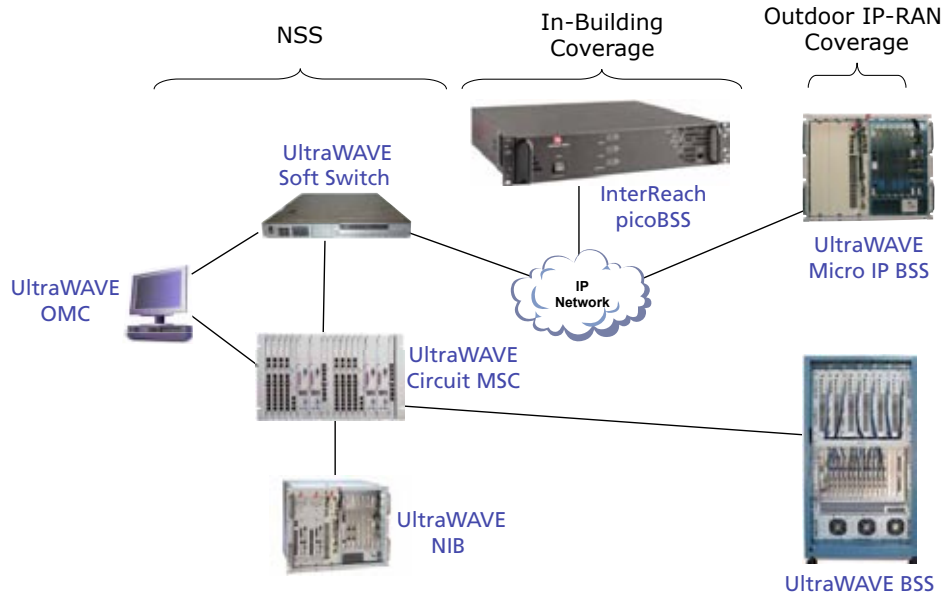 NSS
In-Building
Coverage
Outdoor IP-RAN
Coverage
UltraWAVE
Soft Switch
InterReach
picoBSS
UltraWAVE
Micro IP BSS
UltraWAVE
OMC
IP
Network
UltraWAVE
Circuit MSC
UltraWAVE
NIB
UltraWAVE BSS